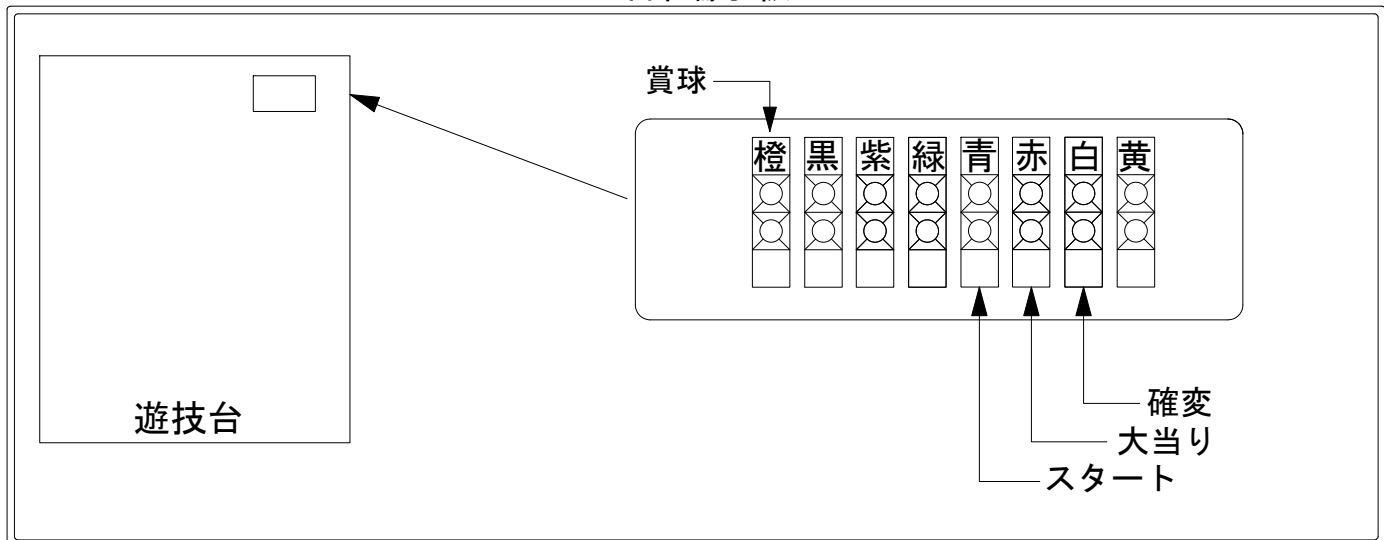 賞球
橙 黒 紫 緑 青 赤 白 黄
遊技台
確変
大当り
スタート